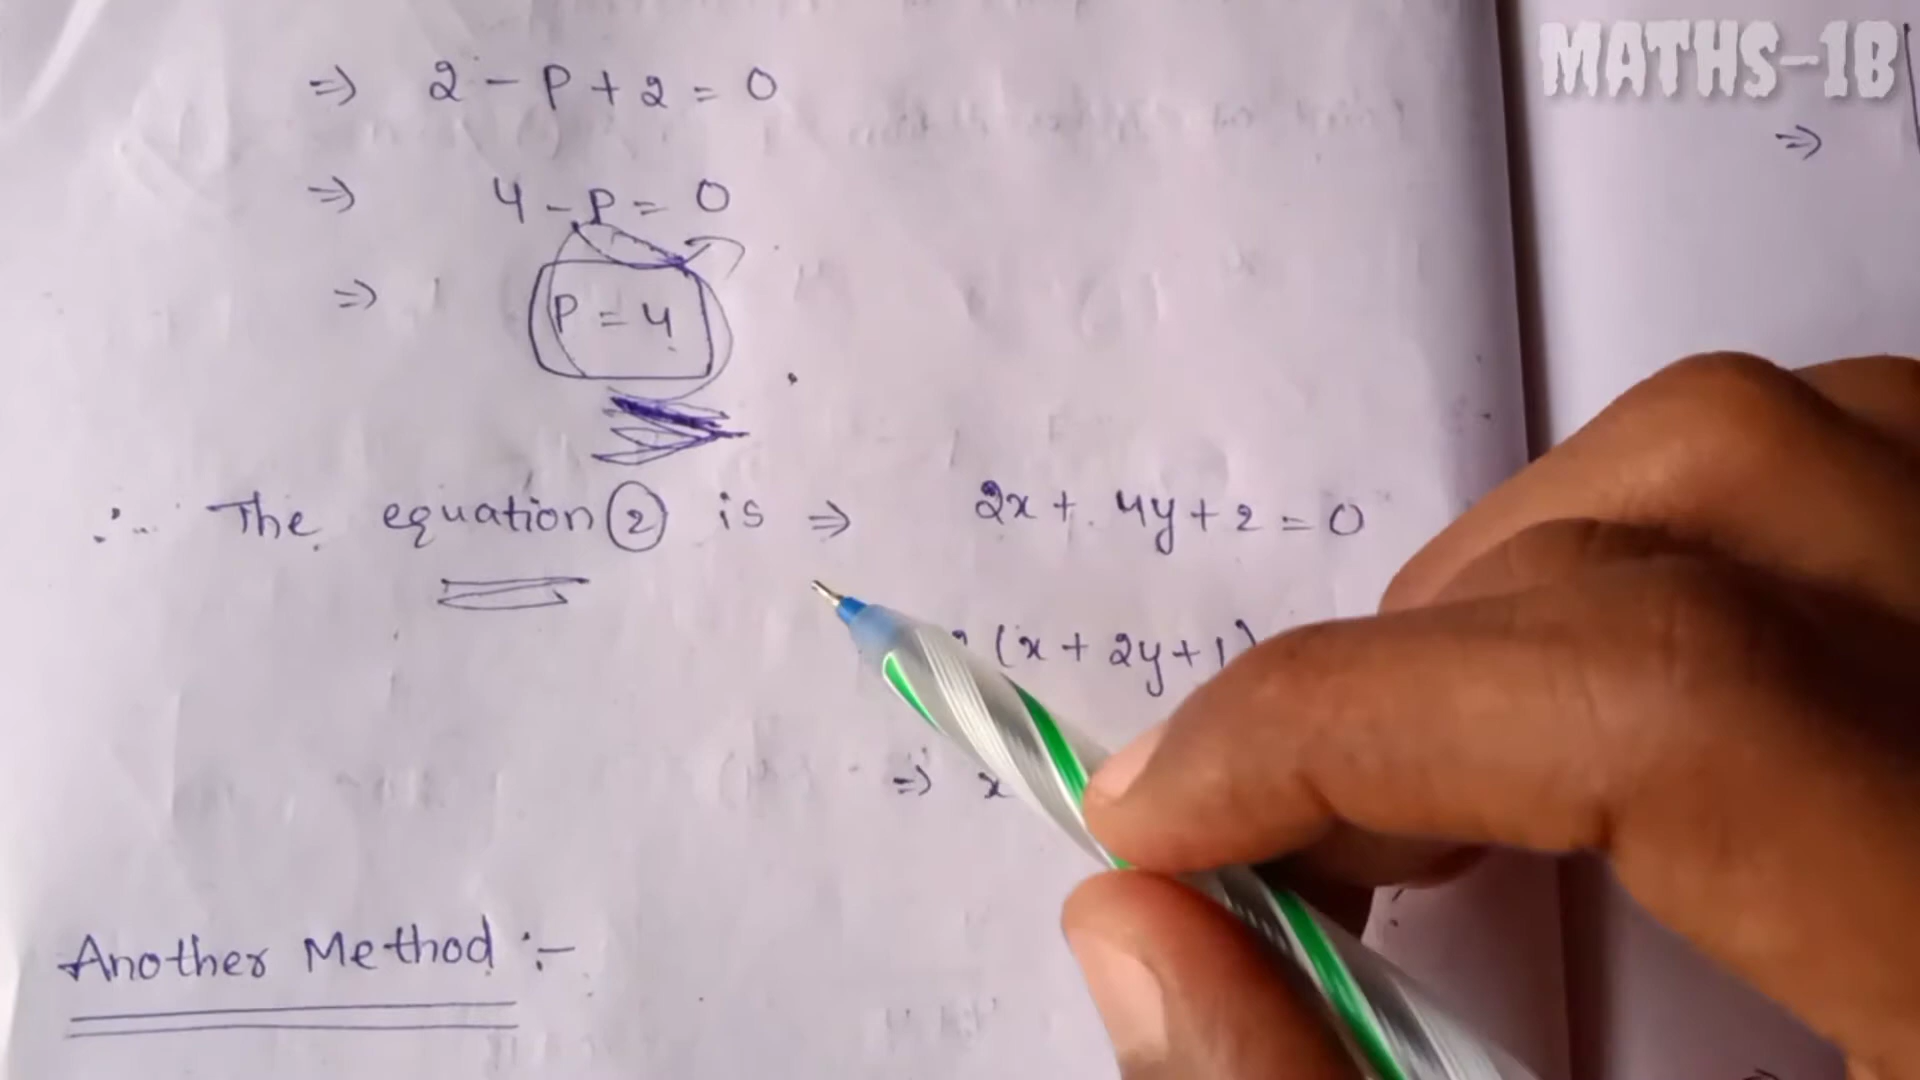 MATHS-1B
⇒ 2 - P + 2 = 0
⇒ 4 - P = 0
⇒ P = 4
∴ The equation ② is ⇒ 2x + 4y + 2 = 0
(x + 2y + 1)
⇒ x
Another Method :-